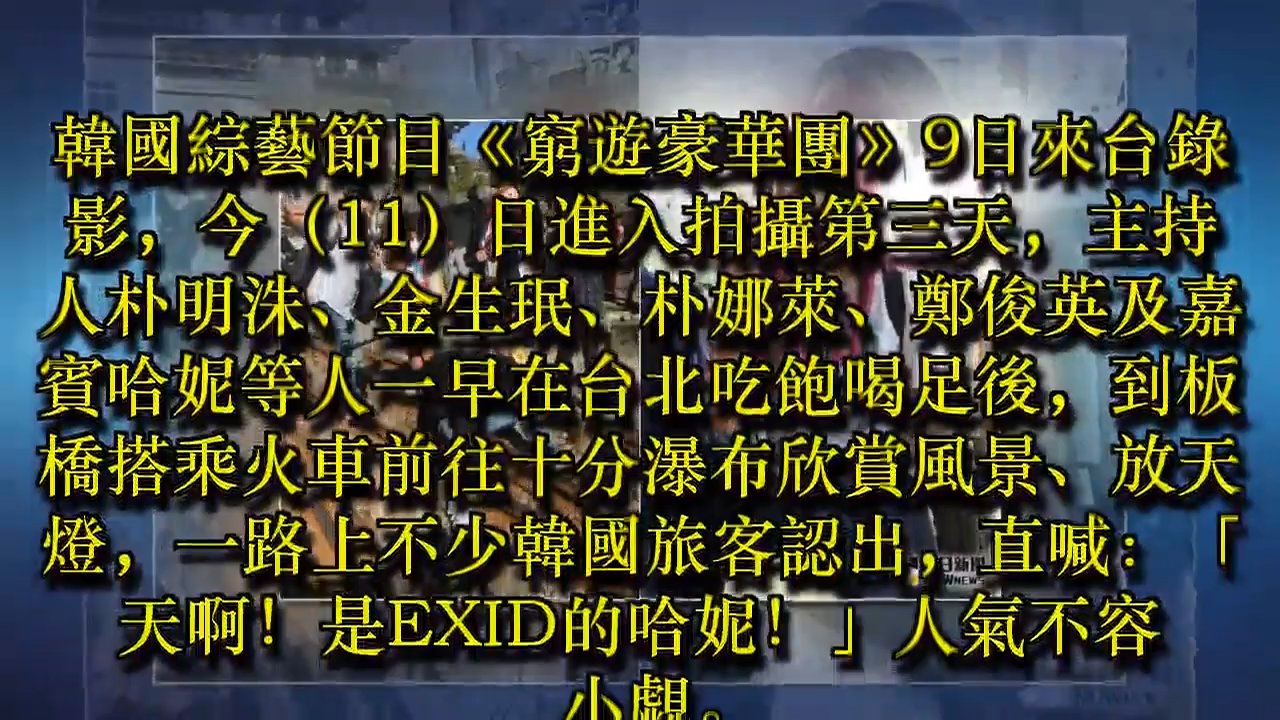 韓國綜藝節目《窮遊豪華團》9日來台錄
影，今（11）日進入拍攝第三天，主持
人朴明洙、金生珉、朴娜萊、鄭俊英及嘉
賓哈妮等人一早在台北吃飽喝足後，到板
橋搭乘火車前往十分瀑布欣賞風景、放天
燈，一路上不少韓國旅客認出，直喊：「
天啊！是EXID的哈妮！」人氣不容
小覷。